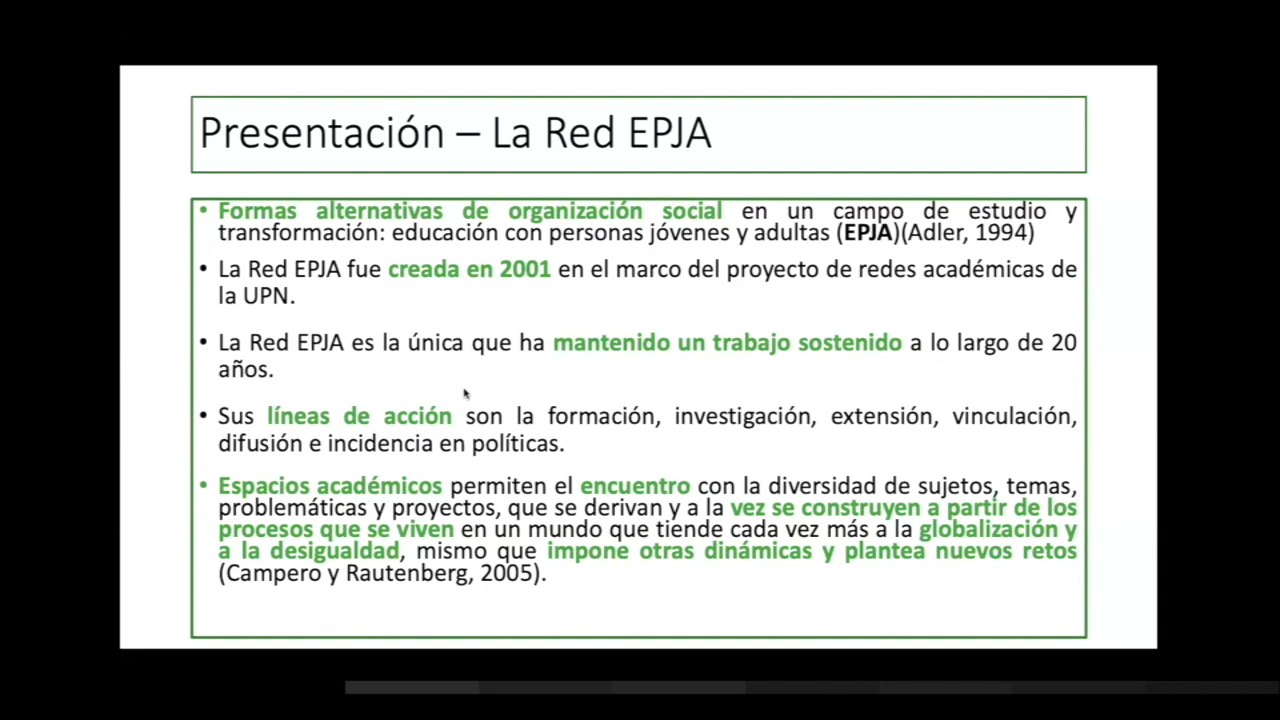 Presentación – La Red EPJA
• Formas alternativas de organización social en un campo de estudio y
transformación: educación con personas jóvenes y adultas (EPJA)(Adler, 1994)
• La Red EPJA fue creada en 2001 en el marco del proyecto de redes académicas de
la UPN.
• La Red EPJA es la única que ha mantenido un trabajo sostenido a lo largo de 20
años.
• Sus líneas de acción son la formación, investigación, extensión, vinculación,
difusión e incidencia en políticas.
• Espacios académicos permiten el encuentro con la diversidad de sujetos, temas,
problemáticas y proyectos, que se derivan y a la vez se construyen a partir de los
procesos que se viven en un mundo que tiende cada vez más a la globalización y
a la desigualdad, mismo que impone otras dinámicas y plantea nuevos retos
(Campero y Rautenberg, 2005).